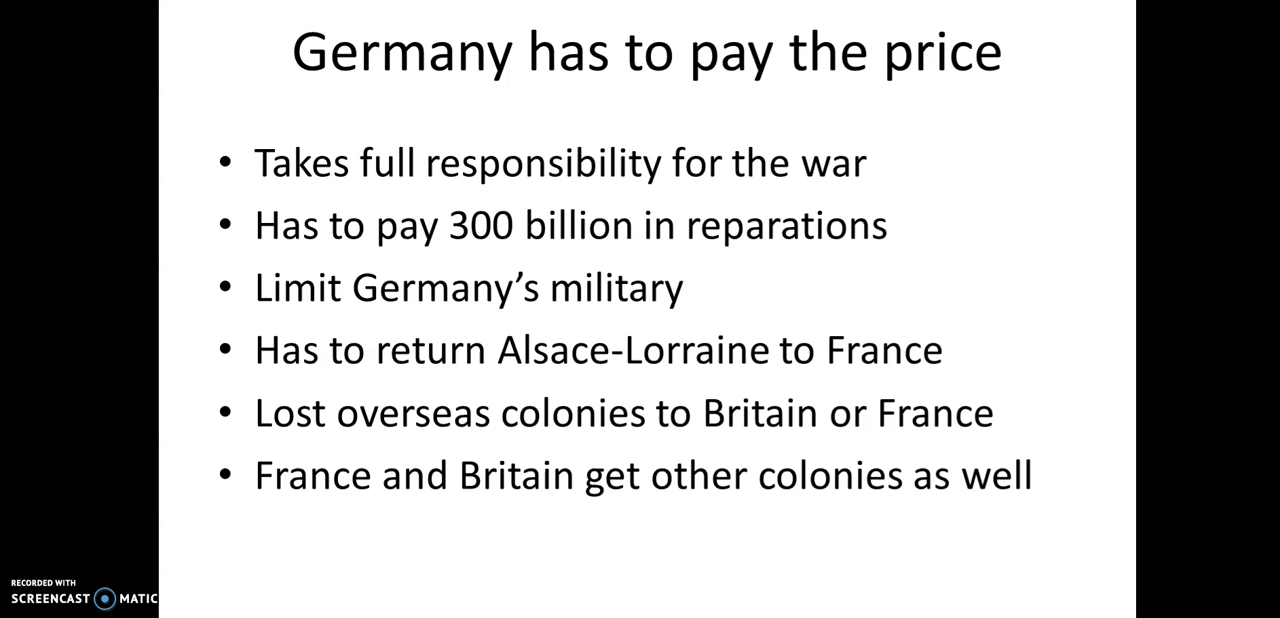 Germany has to pay the price
• Takes full responsibility for the war
• Has to pay 300 billion in reparations
• Limit Germany’s military
• Has to return Alsace-Lorraine to France
• Lost overseas colonies to Britain or France
• France and Britain get other colonies as well
RECORDED WITH
SCREENCAST MATIC